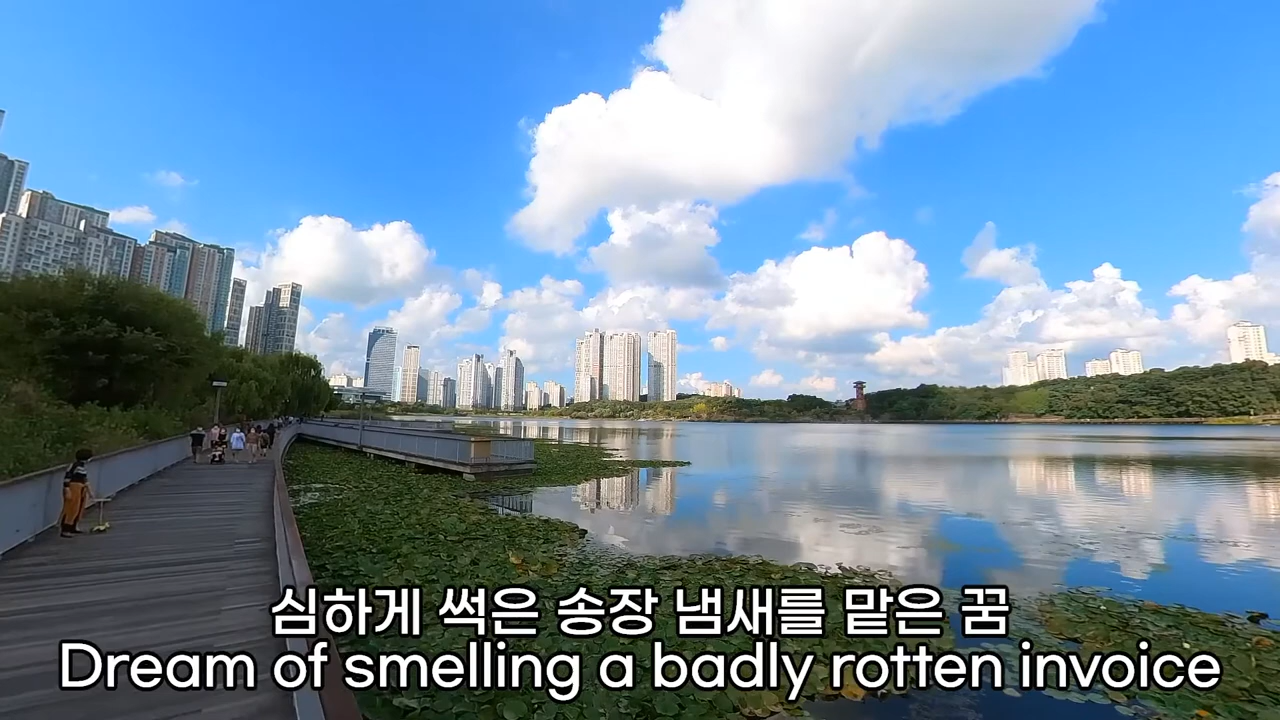 심하게 썩은 송장 냄새를 맡은 꿈
Dream of smelling a badly rotten invoice